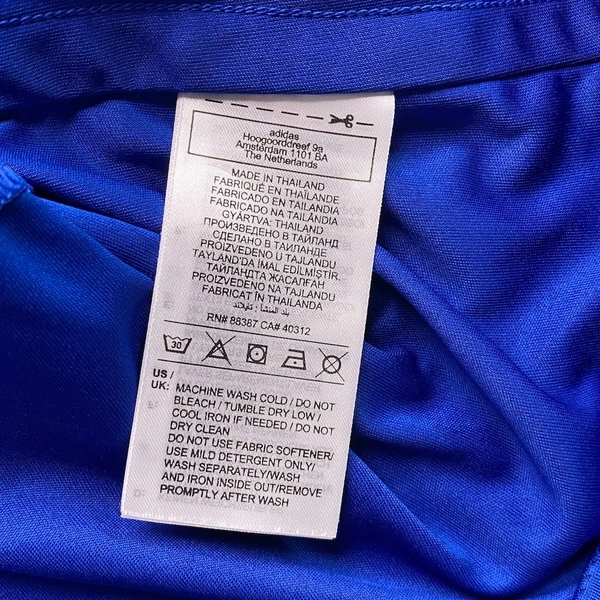 adidas
Hoogoorddreef 9a
Amsterdam 1101 BA
The Netherlands
MADE IN THAILAND
FABRIQUÉ EN THAÏLANDE
FABRICADO EN TAILANDIA
FABRICADO NA TAILÂNDIA
GYÁRTVA: THAILAND
ПРОИЗВЕДЕНО В ТАЙЛАНД
СДЕЛАНО В ТАИЛАНДЕ
PROIZVEDENO U TAJLANDU
TAYLAND'DA İMAL EDİLMİŞTİR.
ТАЙЛАНДТА ЖАСАЛҒАН
PROIZVEDENO NA TAJLANDU
FABRICAT ÎN THAILANDA
بلد المنشأ : تايلاند
RN# 88387 CA# 40312
30
US /
UK: MACHINE WASH COLD / DO NOT
BLEACH / TUMBLE DRY LOW /
COOL IRON IF NEEDED / DO NOT
DRY CLEAN
DO NOT USE FABRIC SOFTENER/
USE MILD DETERGENT ONLY/
WASH SEPARATELY/WASH
AND IRON INSIDE OUT/REMOVE
PROMPTLY AFTER WASH